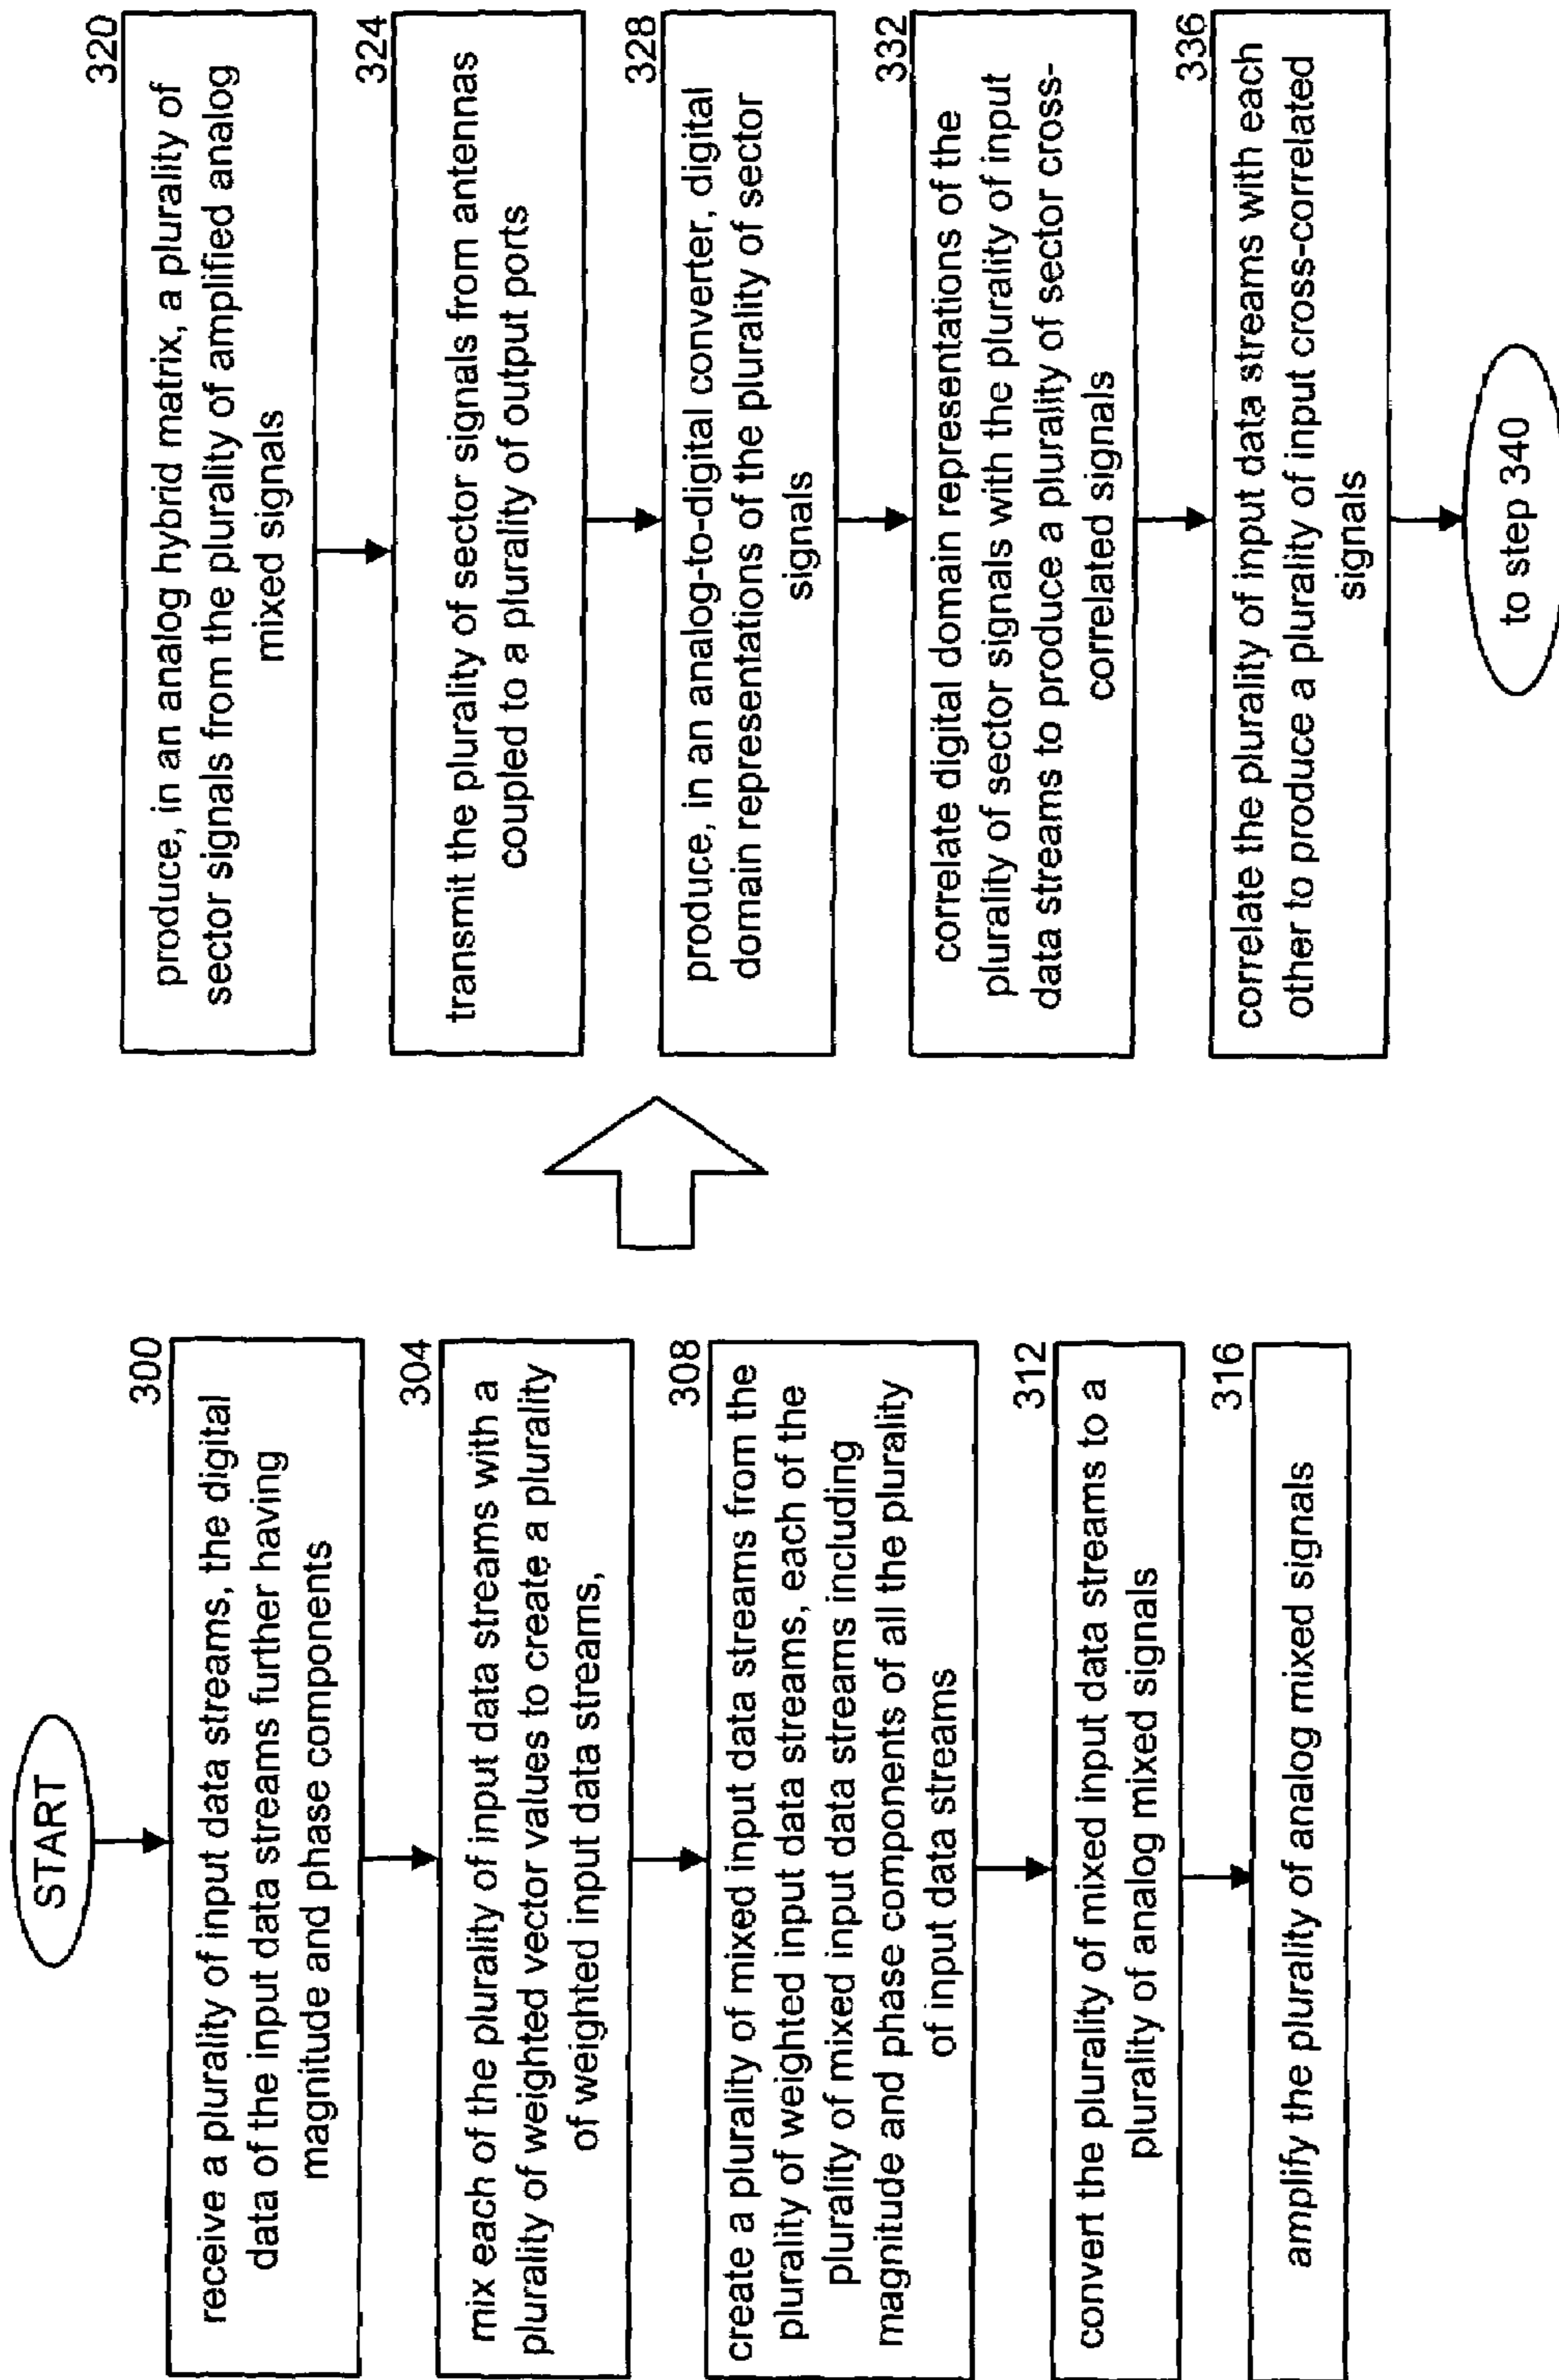 START
300
receive a plurality of input data streams, the digital
data of the input data streams further having
magnitude and phase components
304
mix each of the plurality of input data streams with a
plurality of weighted vector values to create a plurality
of weighted input data streams,
308
create a plurality of mixed input data streams from the
plurality of weighted input data streams, each of the
plurality of mixed input data streams including
magnitude and phase components of all the plurality
of input data streams
312
convert the plurality of mixed input data streams to a
plurality of analog mixed signals
316
amplify the plurality of analog mixed signals
320
produce, in an analog hybrid matrix, a plurality of
sector signals from the plurality of amplified analog
mixed signals
324
transmit the plurality of sector signals from antennas
coupled to a plurality of output ports
328
produce, in an analog-to-digital converter, digital
domain representations of the plurality of sector
signals
332
correlate digital domain representations of the
plurality of sector signals with the plurality of input
data streams to produce a plurality of sector cross-
correlated signals
336
correlate the plurality of input data streams with each
other to produce a plurality of input cross-correlated
signals
to step 340